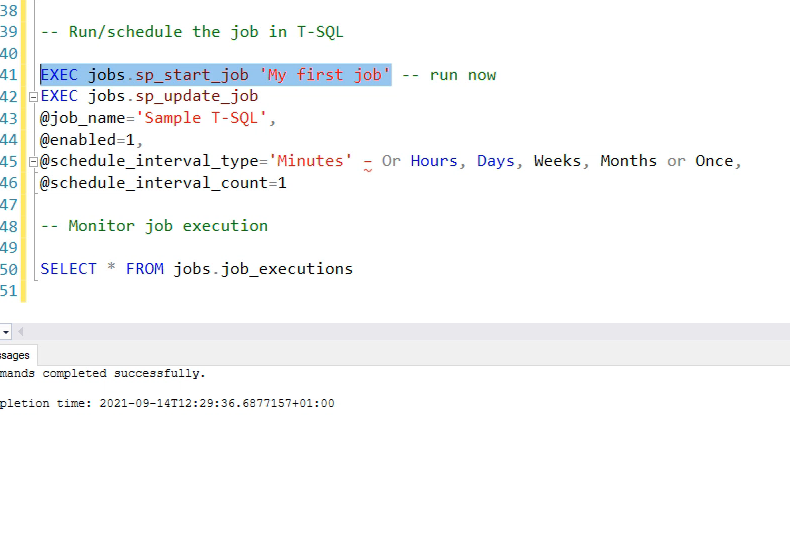 38
39 -- Run/schedule the job in T-SQL
40
41 EXEC jobs.sp_start_job 'My first job' -- run now
42 EXEC jobs.sp_update_job
43 @job_name='Sample T-SQL',
44 @enabled=1,
45 @schedule_interval_type='Minutes' – Or Hours, Days, Weeks, Months or Once,
46 @schedule_interval_count=1
47
48 -- Monitor job execution
49
50 SELECT * FROM jobs.job_executions
51
ssages
mands completed successfully.
pletion time: 2021-09-14T12:29:36.6877157+01:00